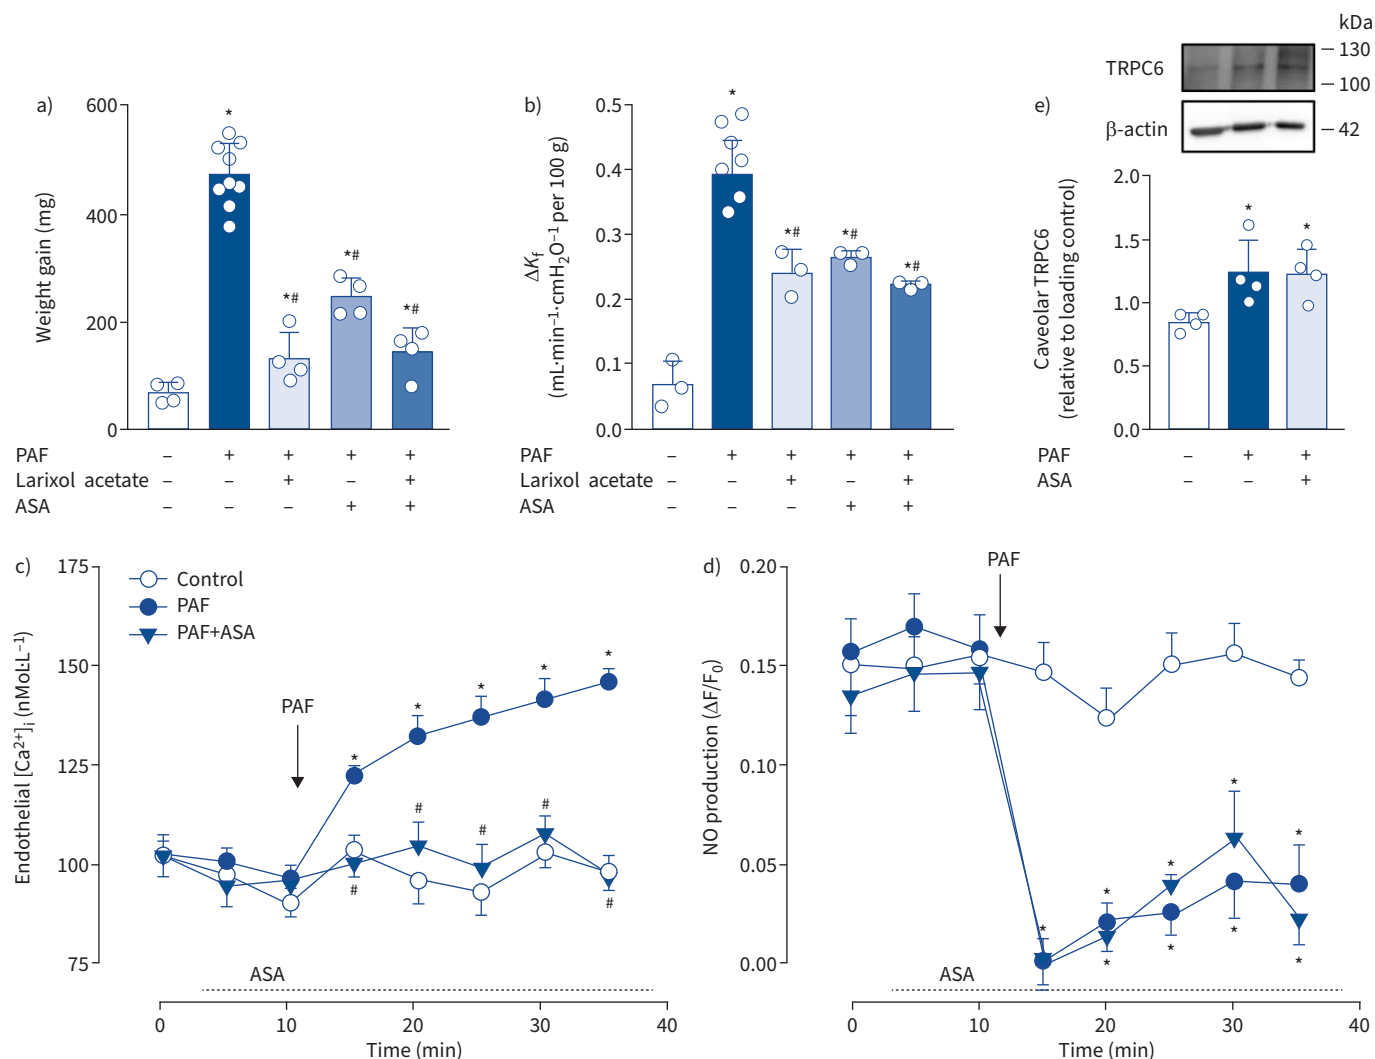 a)
600
400
200
0
Weight gain (mg)
*
*#
*#
*#
PAF – + + + +
Larixol acetate – – + – +
ASA – – – + +
b)
0.5
0.4
0.3
0.2
0.1
0.0
ΔKf
(mL·min⁻¹·cmH₂O⁻¹ per 100 g)
*
*#
*#
*#
PAF – + + + +
Larixol acetate – – + – +
ASA – – – + +
e)
kDa
TRPC6
130
100
β-actin
42
2.0
1.5
1.0
0.5
0.0
Caveolar TRPC6
(relative to loading control)
*
*
PAF – + +
ASA – – +
c)
175
150
125
100
75
Endothelial [Ca²⁺]ᵢ (nMol·L⁻¹)
Control
PAF
PAF+ASA
PAF
* * * * *
# # # # #
ASA
0 10 20 30 40
Time (min)
d)
0.20
0.15
0.10
0.05
0.00
NO production (ΔF/F₀)
PAF
* * * * *
* * * *
ASA
0 10 20 30 40
Time (min)